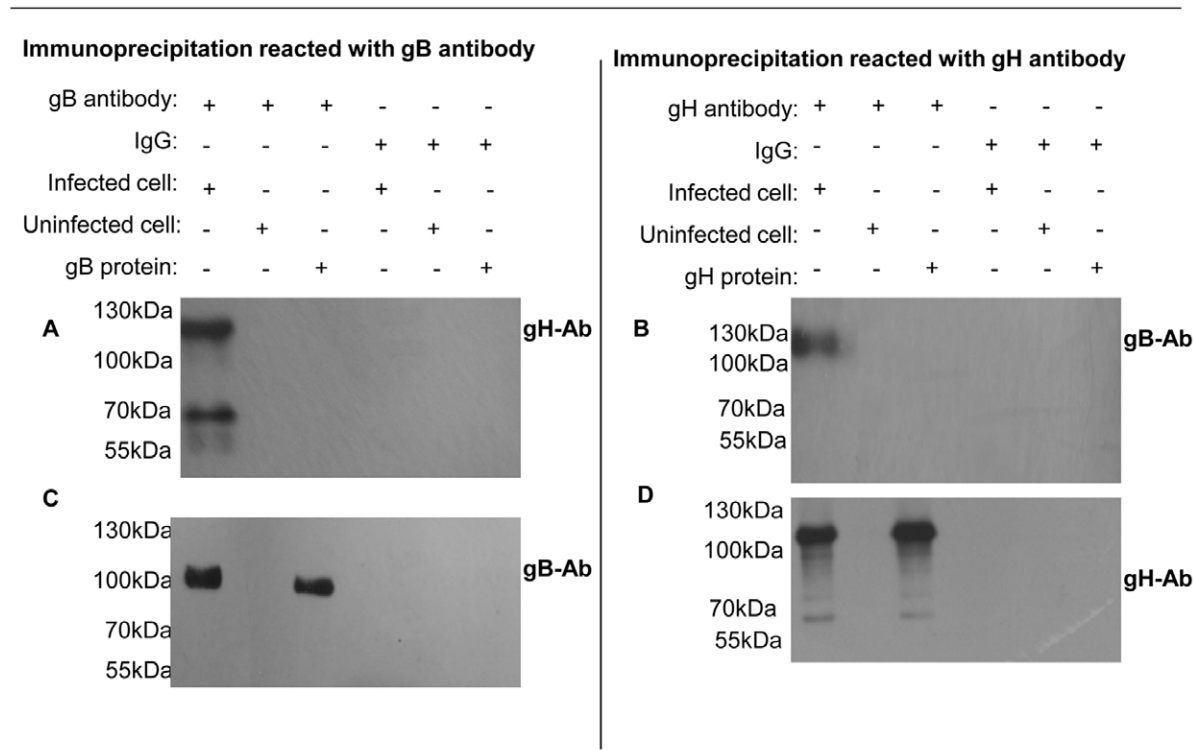 Immunoprecipitation reacted with gB antibody
gB antibody: + + + - - -
IgG: - - - + + +
Infected cell: + - - + - -
Uninfected cell: - + - - + -
gB protein: - - + - - +
A
130kDa
100kDa
70kDa
55kDa
gH-Ab
C
130kDa
100kDa
70kDa
55kDa
gB-Ab
Immunoprecipitation reacted with gH antibody
gH antibody: + + + - - -
IgG: - - - + + +
Infected cell: + - - + - -
Uninfected cell: - + - - + -
gH protein: - - + - - +
B
130kDa
100kDa
70kDa
55kDa
gB-Ab
D
130kDa
100kDa
70kDa
55kDa
gH-Ab